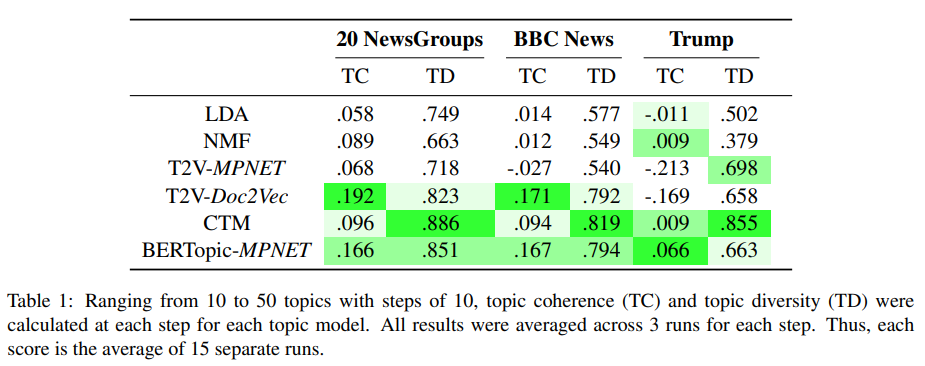 20 NewsGroups BBC News Trump
TC TD TC TD TC TD
LDA .058 .749 .014 .577 -.011 .502
NMF .089 .663 .012 .549 .009 .379
T2V-MPNET .068 .718 -.027 .540 -.213 .698
T2V-Doc2Vec .192 .823 .171 .792 -.169 .658
CTM .096 .886 .094 .819 .009 .855
BERTopic-MPNET .166 .851 .167 .794 .066 .663
Table 1: Ranging from 10 to 50 topics with steps of 10, topic coherence (TC) and topic diversity (TD) were
calculated at each step for each topic model. All results were averaged across 3 runs for each step. Thus, each
score is the average of 15 separate runs.